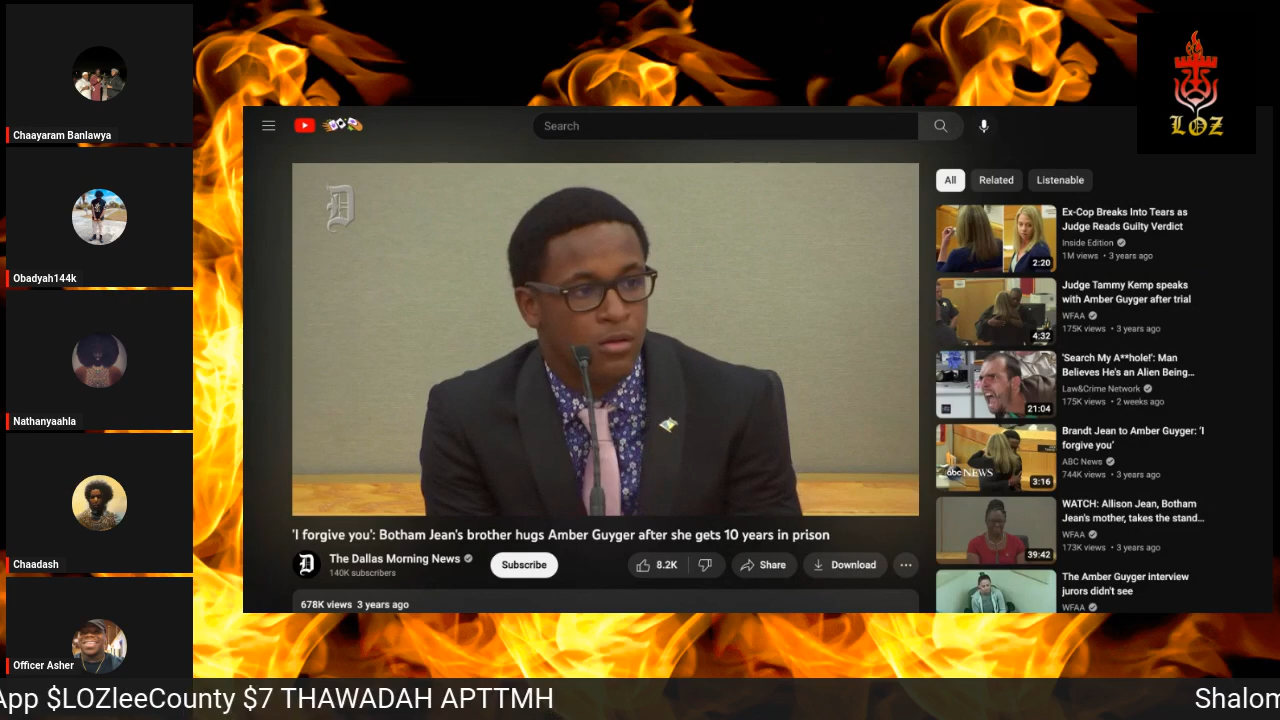 Chaayaram Banlawya
Obadyah144k
Nathanyaahla
Chaadash
Officer Asher
Search
LOZ
D
All
Related
Listenable
Ex-Cop Breaks Into Tears as
Judge Reads Guilty Verdict
Inside Edition
1M views • 3 years ago
2:20
Judge Tammy Kemp speaks
with Amber Guyger after trial
WFAA
175K views • 3 years ago
4:32
'Search My A**hole!': Man
Believes He's an Alien Being...
Law&Crime Network
175K views • 2 weeks ago
21:04
Brandt Jean to Amber Guyger: 'I
forgive you'
ABC News
744K views • 3 years ago
abc NEWS
3:16
WATCH: Allison Jean, Botham
Jean's mother, takes the stand...
WFAA
173K views • 3 years ago
39:42
The Amber Guyger interview
jurors didn't see
WFAA
'I forgive you': Botham Jean's brother hugs Amber Guyger after she gets 10 years in prison
D
The Dallas Morning News
140K subscribers
Subscribe
8.2K
Share
Download
678K views 3 years ago
App $LOZleeCounty $7 THAWADAH APTTMH
Shalom